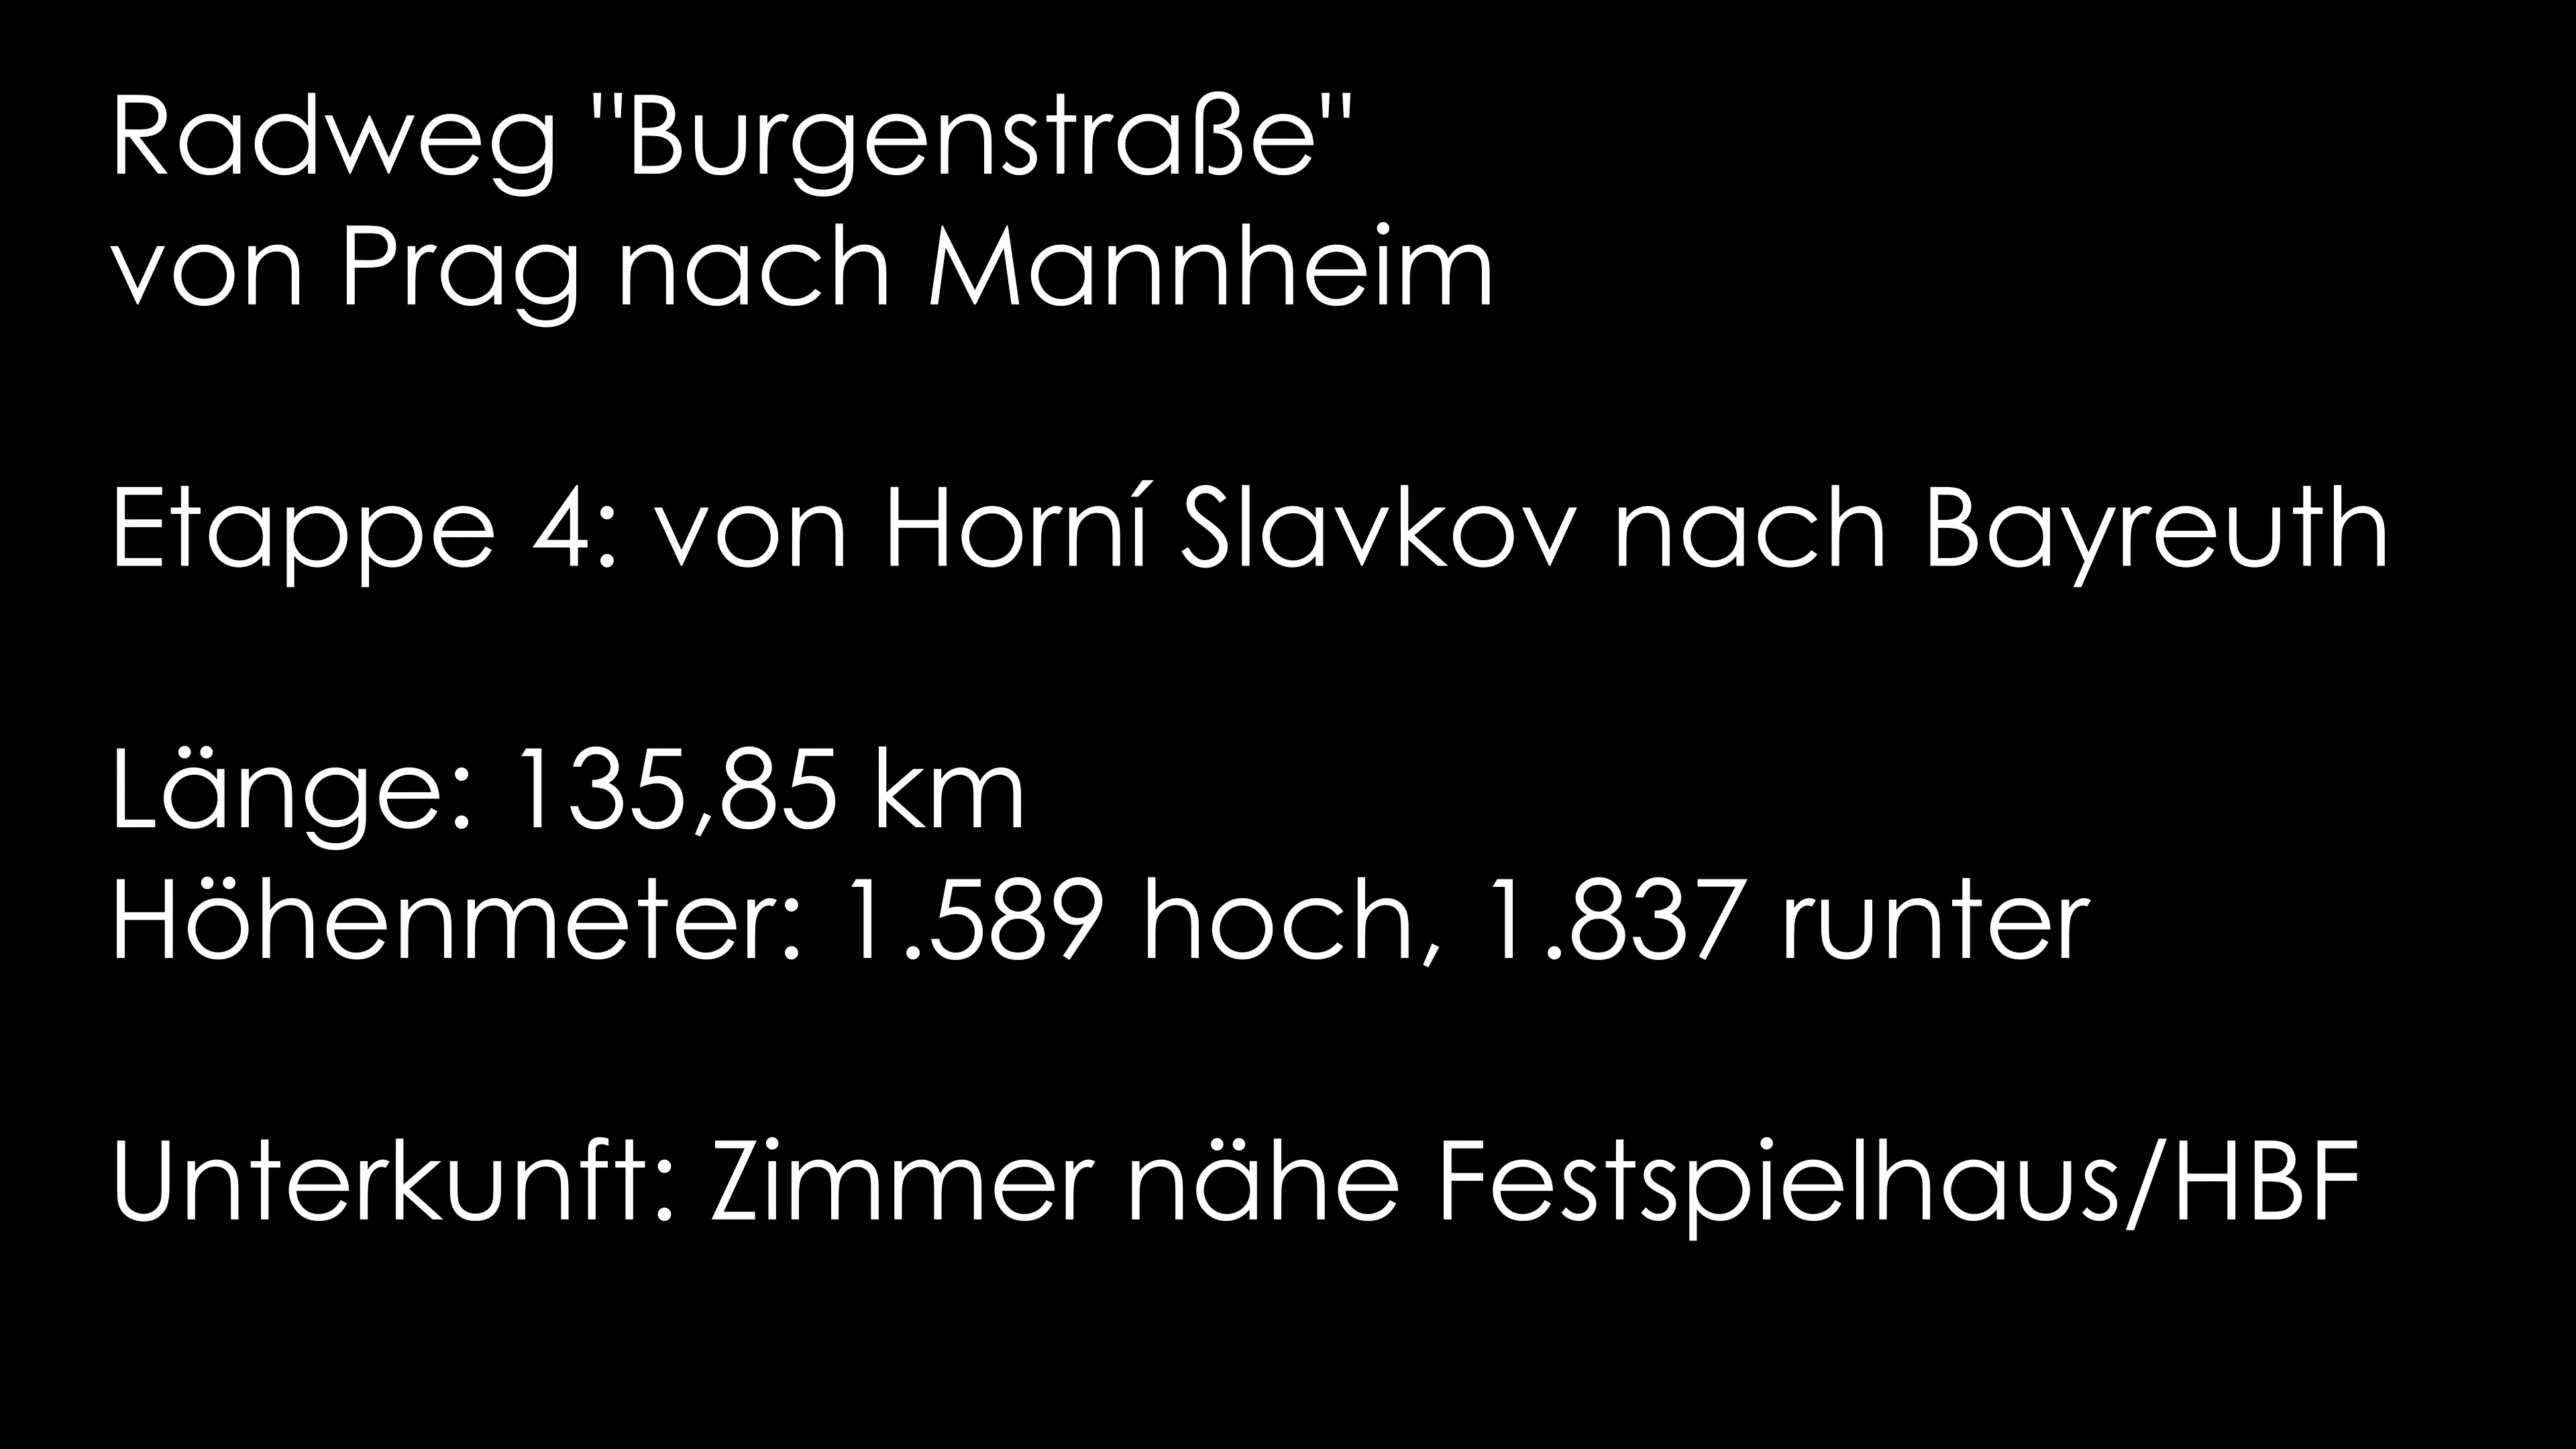 Radweg "Burgenstraße"
von Prag nach Mannheim
Etappe 4: von Horní Slavkov nach Bayreuth
Länge: 135,85 km
Höhenmeter: 1.589 hoch, 1.837 runter
Unterkunft: Zimmer nähe Festspielhaus/HBF